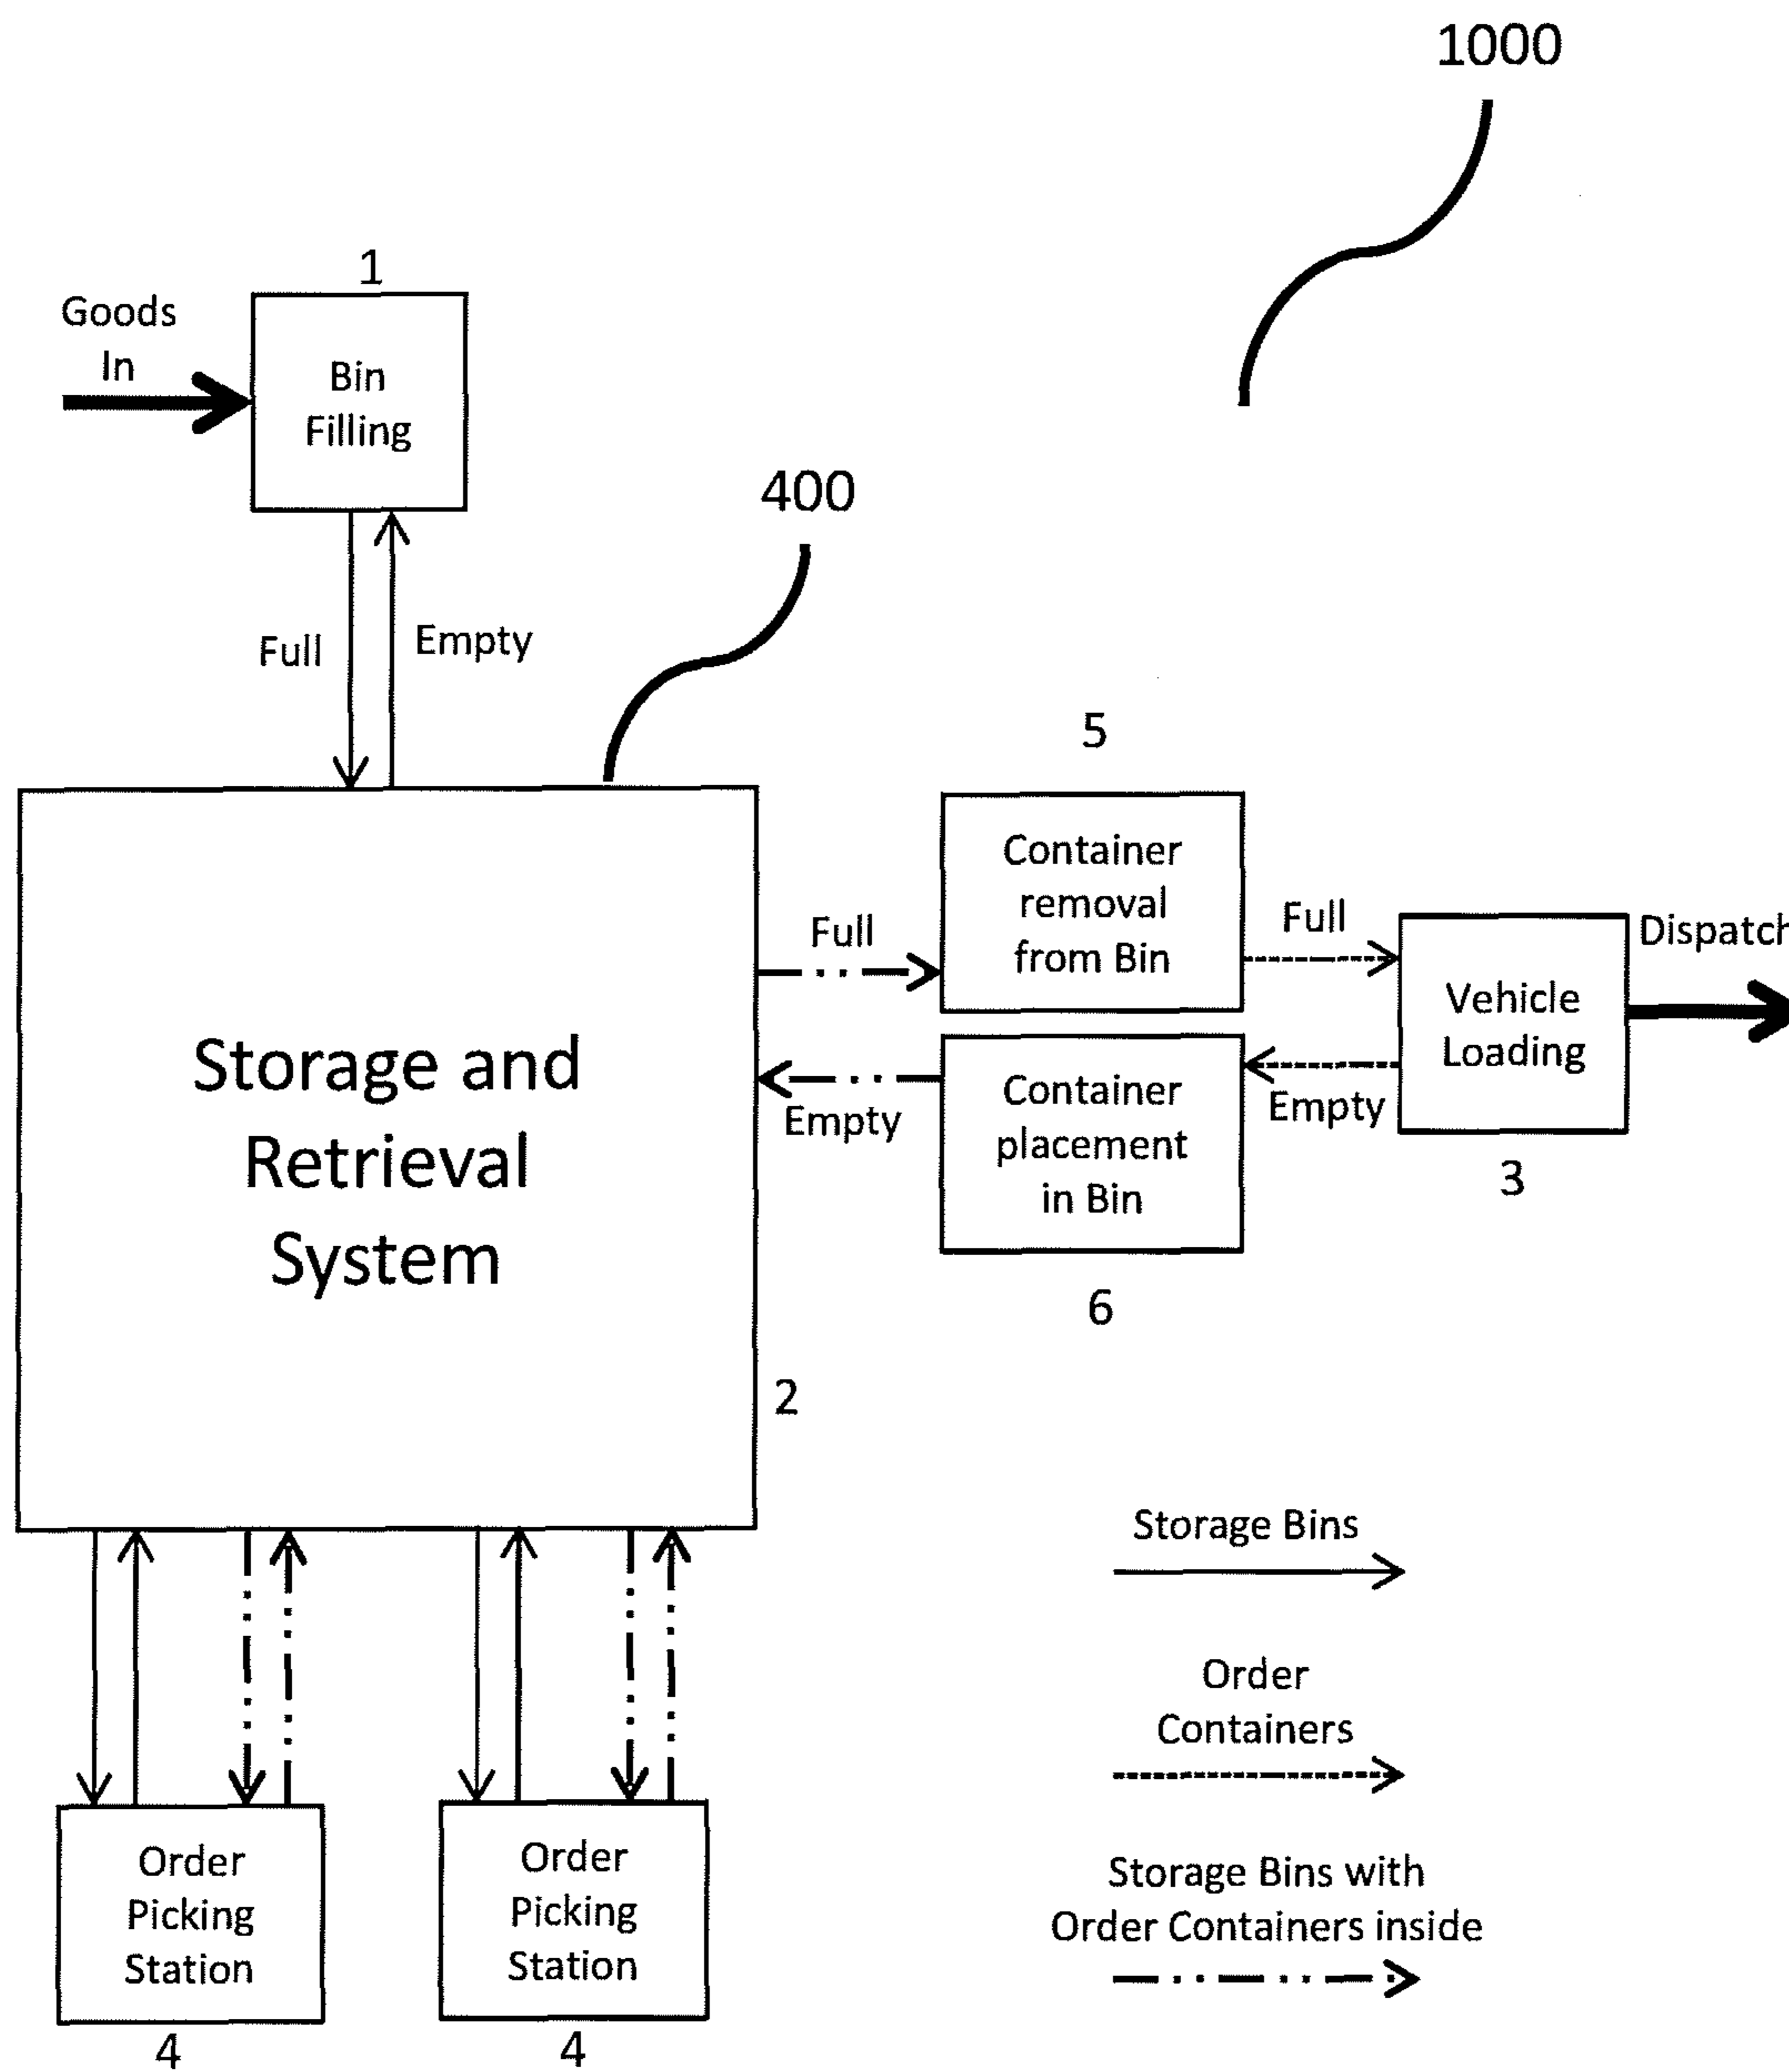 1000
1
Goods
In
Bin
Filling
400
Full
Empty
5
Container
removal
from Bin
Full
Full
Dispatch
Vehicle
Loading
3
Storage and
Retrieval
System
Empty
Container
placement
in Bin
Empty
6
2
Storage Bins
Order
Containers
Storage Bins with
Order Containers inside
Order
Picking
Station
4
Order
Picking
Station
4